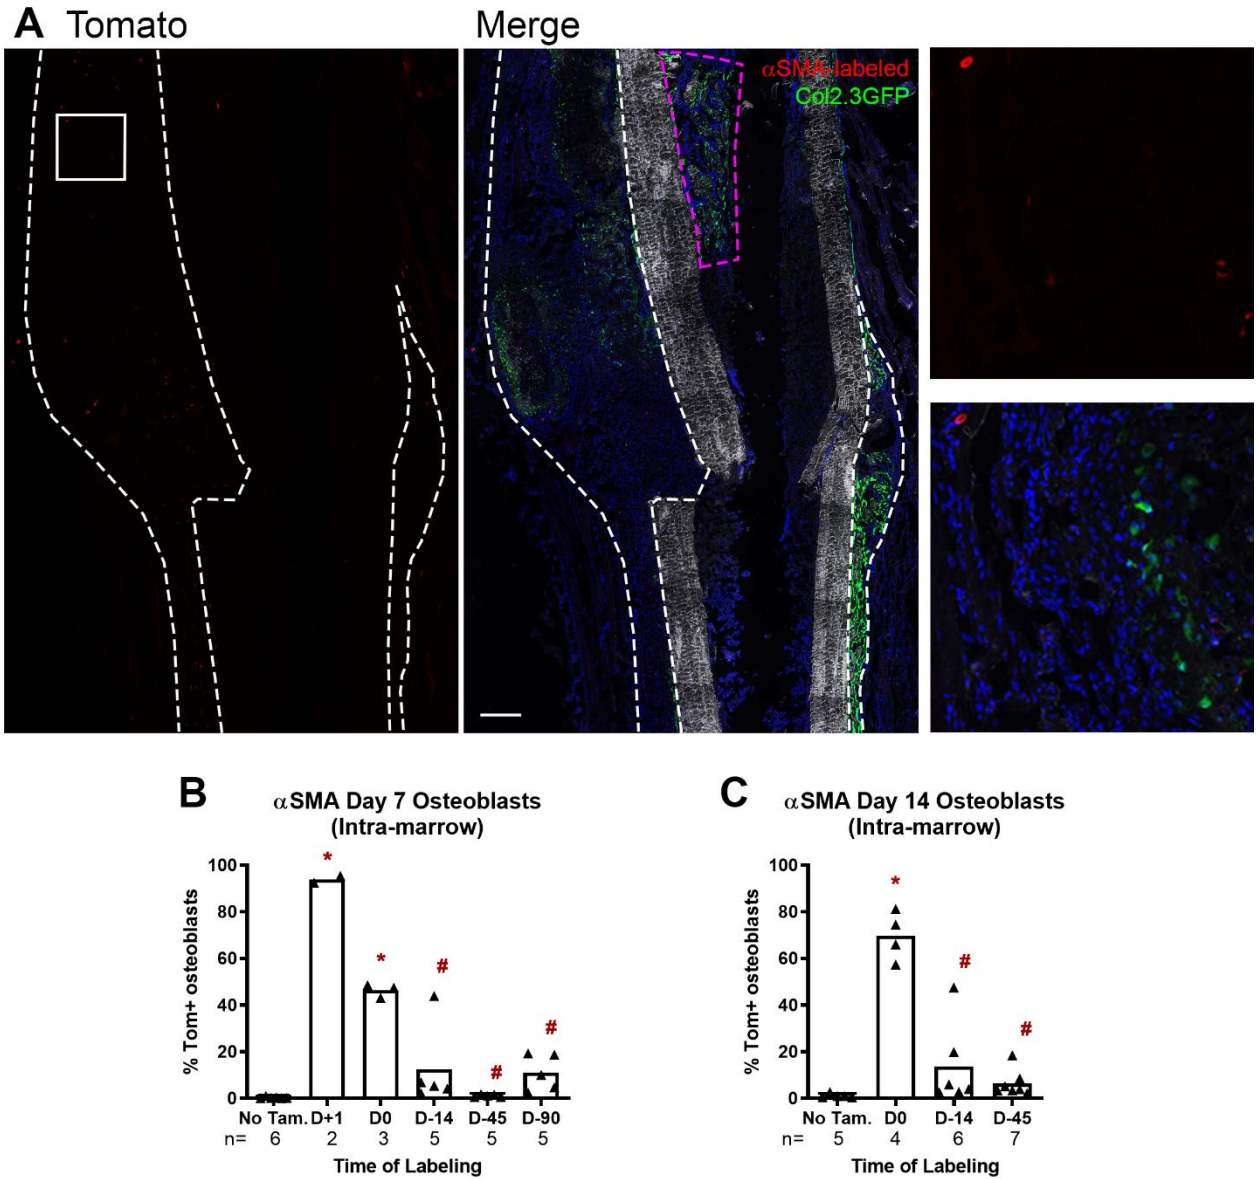 A Tomato
Merge
αSMA-labeled
Col2.3GFP
B
αSMA Day 7 Osteoblasts
(Intra-marrow)
% Tom+ osteoblasts
100
80
60
40
20
0
*
*
#
#
#
No Tam. D+1 D0 D-14 D-45 D-90
n= 6 2 3 5 5 5
Time of Labeling
C
αSMA Day 14 Osteoblasts
(Intra-marrow)
% Tom+ osteoblasts
100
80
60
40
20
0
*
#
#
No Tam. D0 D-14 D-45
n= 5 4 6 7
Time of Labeling